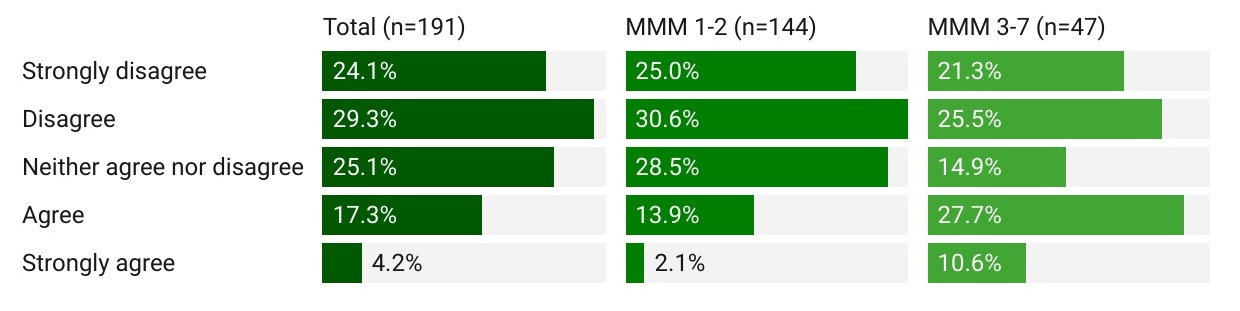 Total (n=191) MMM 1-2 (n=144) MMM 3-7 (n=47)
Strongly disagree 24.1% 25.0% 21.3%
Disagree 29.3% 30.6% 25.5%
Neither agree nor disagree 25.1% 28.5% 14.9%
Agree 17.3% 13.9% 27.7%
Strongly agree 4.2% 2.1% 10.6%